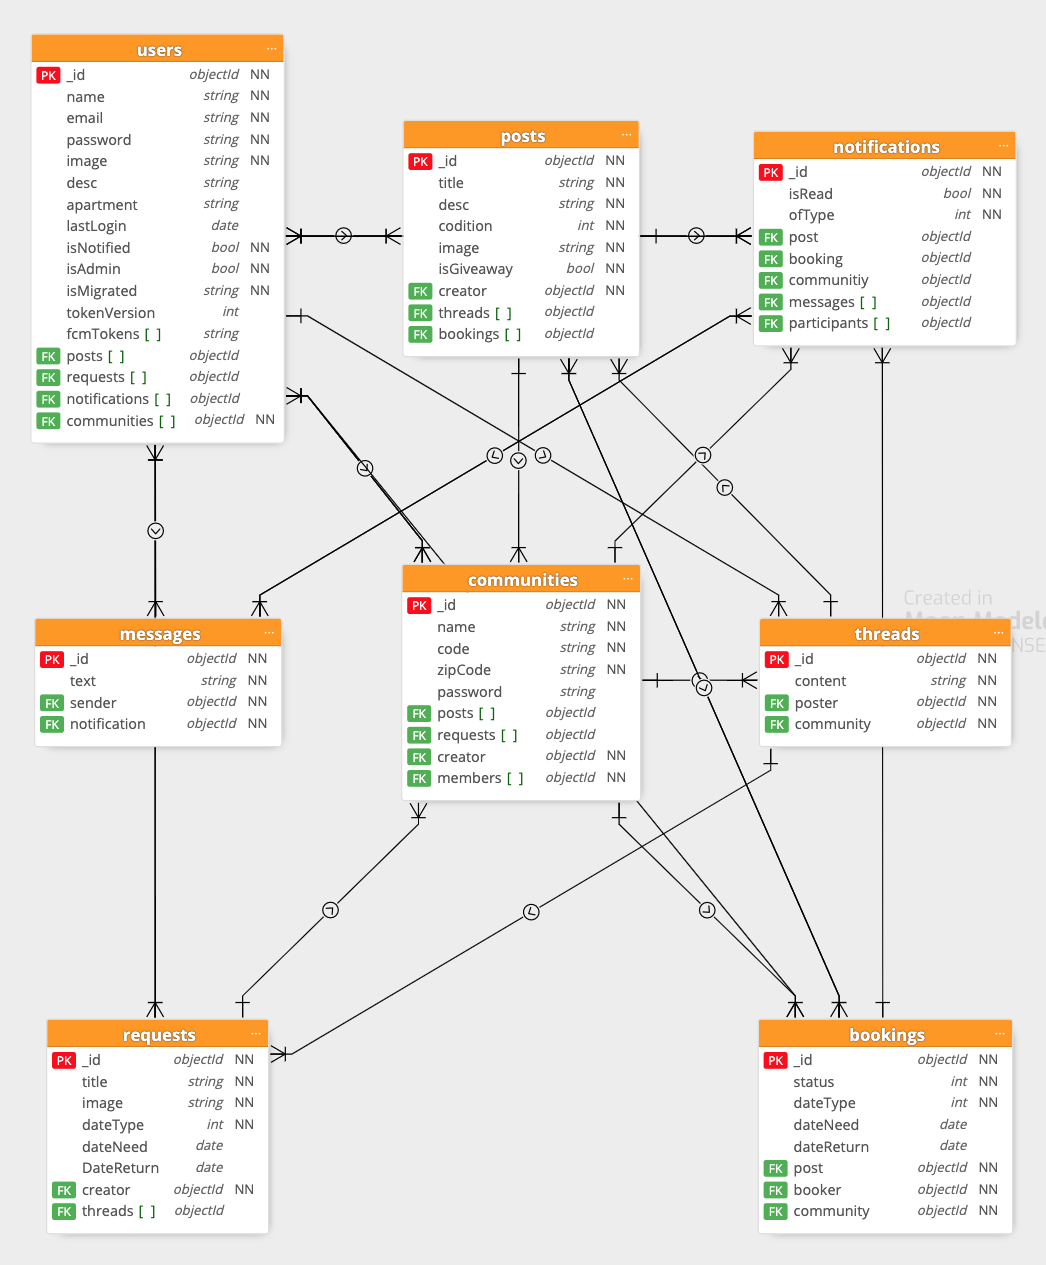 users ...
PK _id objectId NN
name string NN
email string NN
password string NN
image string NN
desc string
apartment string
lastLogin date
isNotified bool NN
isAdmin bool NN
isMigrated string NN
tokenVersion int
fcmTokens [ ] string
FK posts [ ] objectId
FK requests [ ] objectId
FK notifications [ ] objectId
FK communities [ ] objectId NN
posts ...
PK _id objectId NN
title string NN
desc string NN
codition int NN
image string NN
isGiveaway bool NN
FK creator objectId NN
FK threads [ ] objectId
FK bookings [ ] objectId
notifications ...
PK _id objectId NN
isRead bool NN
ofType int NN
FK post objectId
FK booking objectId
FK communitiy objectId
FK messages [ ] objectId
FK participants [ ] objectId
communities ...
PK _id objectId NN
name string NN
code string NN
zipCode string NN
password string
FK posts [ ] objectId
FK requests [ ] objectId
FK creator objectId NN
FK members [ ] objectId NN
Created in
messages ...
PK _id objectId NN
text string NN
FK sender objectId NN
FK notification objectId NN
threads ...
PK _id objectId NN
content string NN
FK poster objectId NN
FK community objectId NN
requests ...
PK _id objectId NN
title string NN
image string NN
dateType int NN
dateNeed date
DateReturn date
FK creator objectId NN
FK threads [ ] objectId
bookings ...
PK _id objectId NN
status int NN
dateType int NN
dateNeed date
dateReturn date
FK post objectId NN
FK booker objectId NN
FK community objectId NN